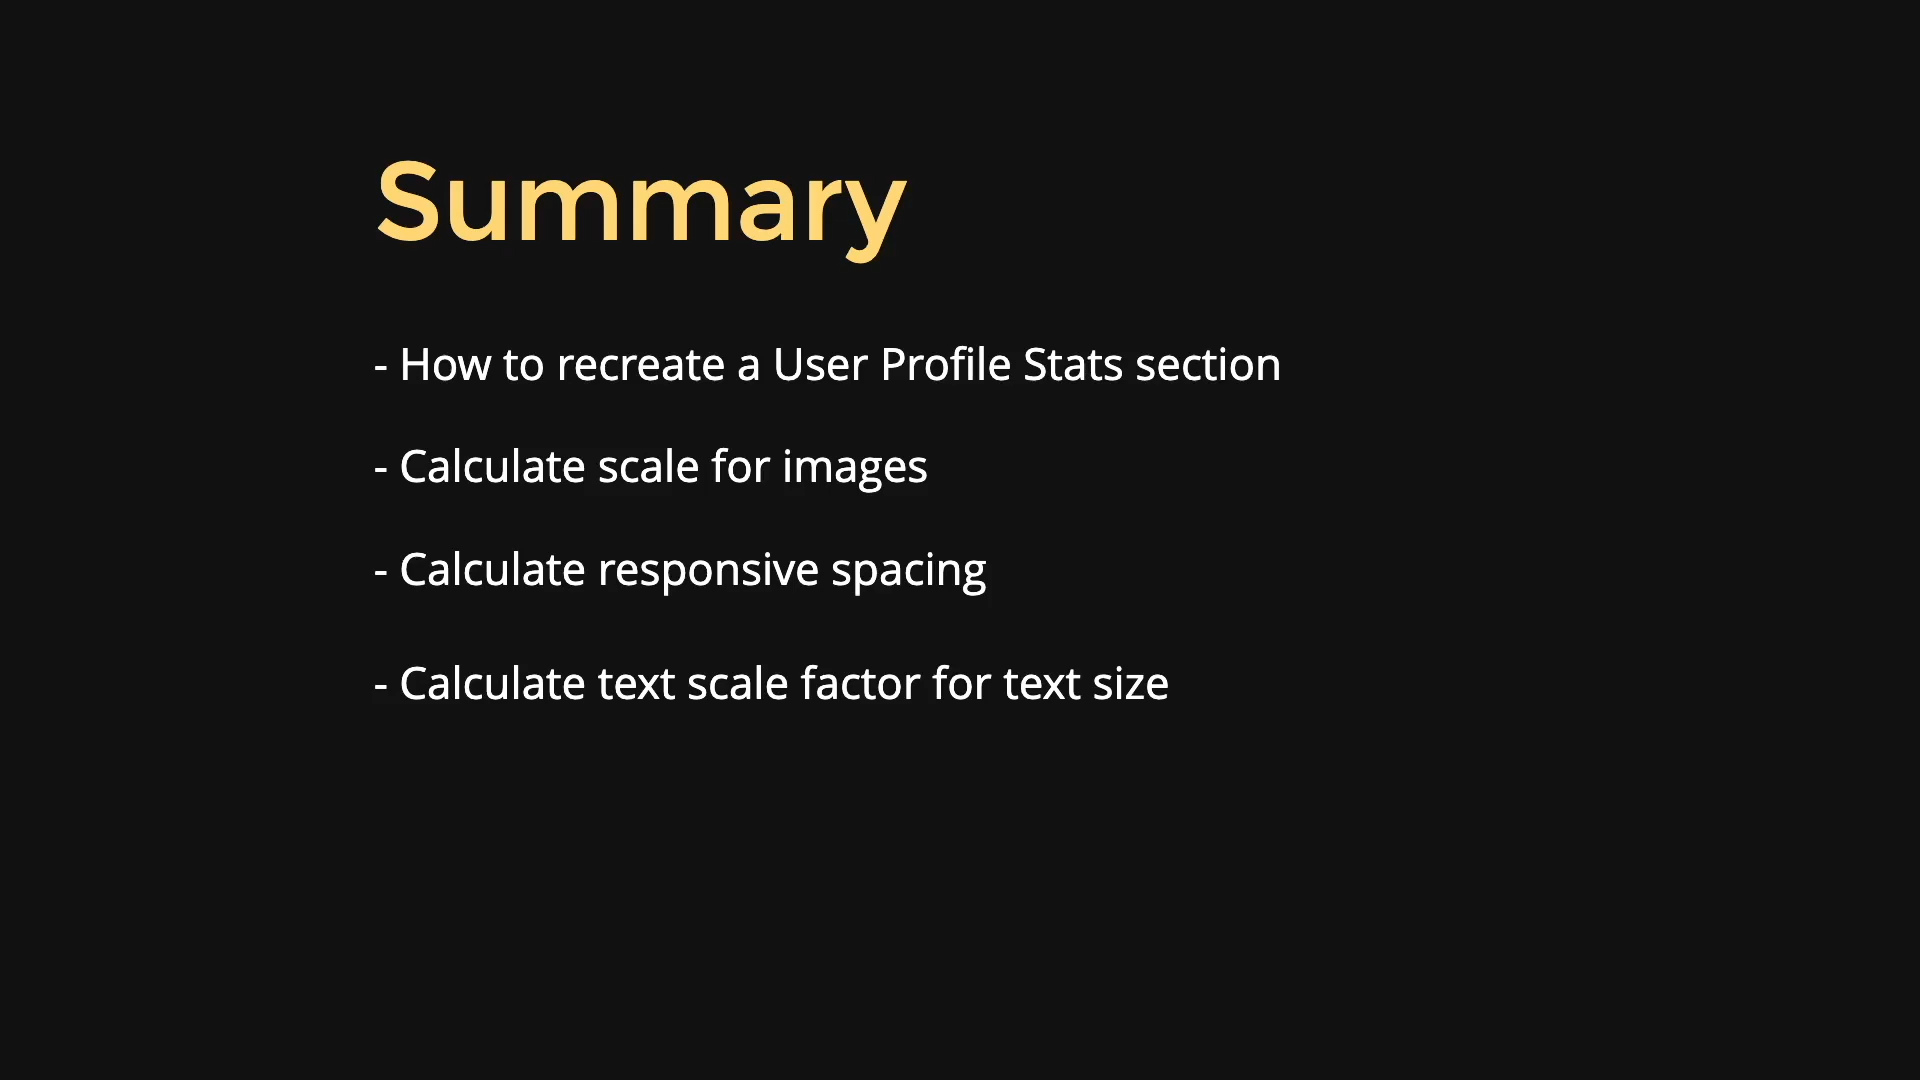 Summary
- How to recreate a User Profile Stats section
- Calculate scale for images
- Calculate responsive spacing
- Calculate text scale factor for text size